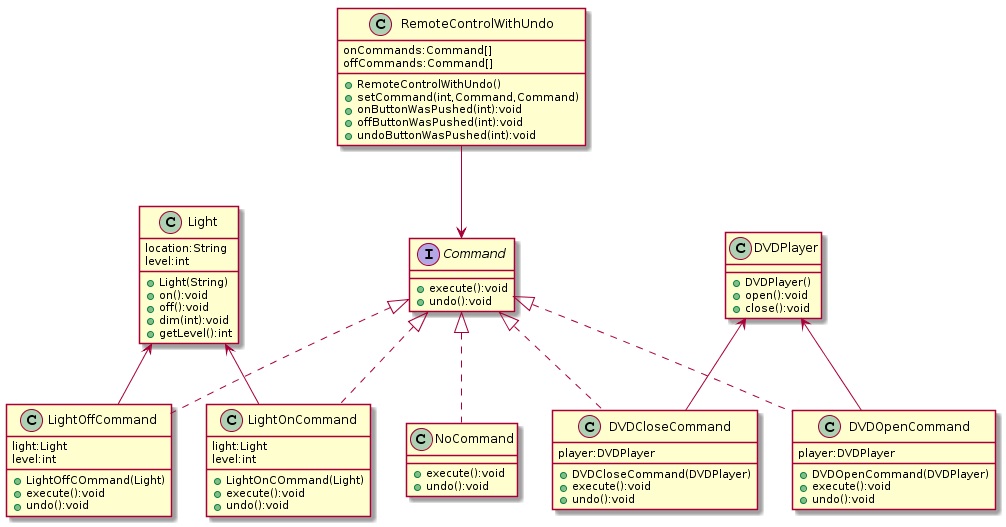 C RemoteControlWithUndo
onCommands:Command[]
offCommands:Command[]
RemoteControlWithUndo()
setCommand(int,Command,Command)
onButtonWasPushed(int):void
offButtonWasPushed(int):void
undoButtonWasPushed(int):void
C Light
location:String
level:int
Light(String)
on():void
off():void
dim(int):void
getLevel():int
I Command
execute():void
undo():void
C DVDPlayer
DVDPlayer()
open():void
close():void
C LightOffCommand
light:Light
level:int
LightOffCOmmand(Light)
execute():void
undo():void
C LightOnCommand
light:Light
level:int
LightOnCOmmand(Light)
execute():void
undo():void
C NoCommand
execute():void
undo():void
C DVDCloseCommand
player:DVDPlayer
DVDCloseCommand(DVDPlayer)
execute():void
undo():void
C DVDOpenCommand
player:DVDPlayer
DVDOpenCommand(DVDPlayer)
execute():void
undo():void